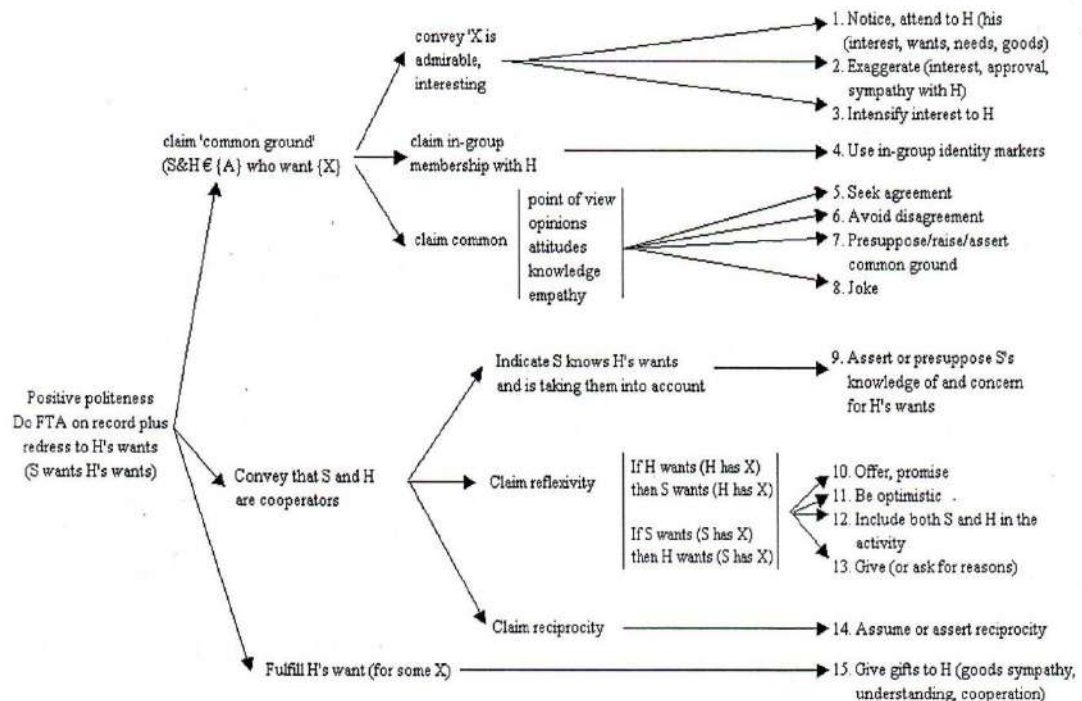 convey 'X is
admirable,
interesting
1. Notice, attend to H (his
(interest, wants, needs, goods)
2. Exaggerate (interest, approval,
sympathy with H)
3. Intensify interest to H
claim 'common ground'
(S&H € {A} who want {X}
claim in-group
membership with H
4. Use in-group identity markers
claim common
point of view
opinions
attitudes
knowledge
empathy
5. Seek agreement
6. Avoid disagreement
7. Presuppose/raise/assert
common ground
8. Joke
Positive politeness
Do FTA on record plus
redress to H's wants
(S wants H's wants)
Convey that S and H
are cooperators
Indicate S knows H's wants
and is taking them into account
9. Assert or presuppose S's
knowledge of and concern
for H's wants
Claim reflexivity
If H wants (H has X)
then S wants (H has X)
If S wants (S has X)
then H wants (S has X)
10. Offer, promise
11. Be optimistic
12. Include both S and H in the
activity
13. Give (or ask for reasons)
Claim reciprocity
14. Assume or assert reciprocity
Fulfill H's want (for some X)
15. Give gifts to H (goods sympathy,
understanding, cooperation)